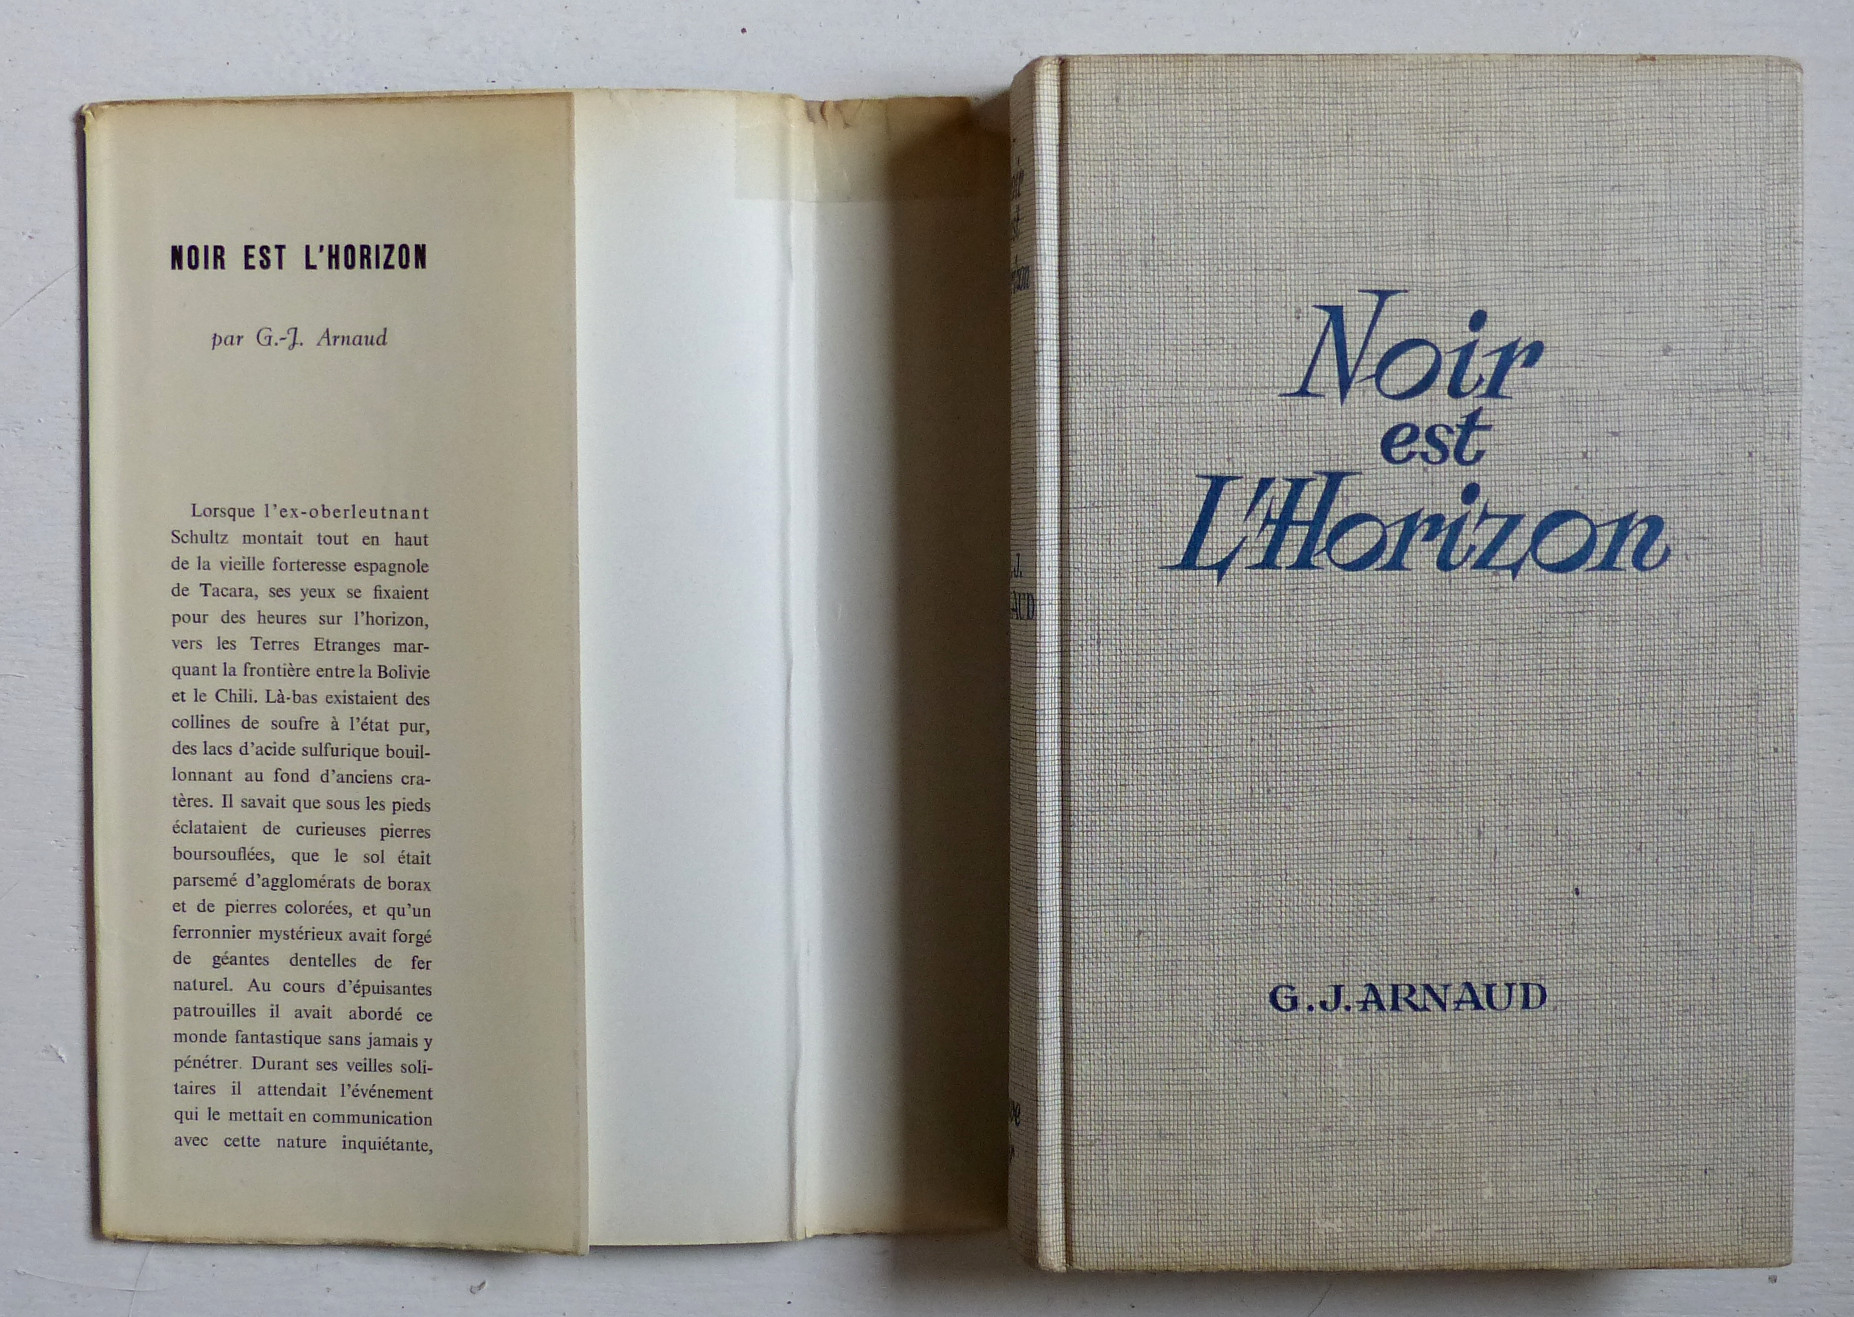 NOIR EST L'HORIZON
par G.-J. Arnaud
Lorsque l'ex-oberleutnant
Schultz montait tout en haut
de la vieille forteresse espagnole
de Tacara, ses yeux se fixaient
pour des heures sur l'horizon,
vers les Terres Etranges mar-
quant la frontière entre la Bolivie
et le Chili. Là-bas existaient des
collines de soufre à l'état pur,
des lacs d'acide sulfurique bouil-
lonnant au fond d'anciens cra-
tères. Il savait que sous les pieds
éclataient de curieuses pierres
boursouflées, que le sol était
parsemé d'agglomérats de borax
et de pierres colorées, et qu'un
ferronnier mystérieux avait forgé
de géantes dentelles de fer
naturel. Au cours d'épuisantes
patrouilles il avait abordé ce
monde fantastique sans jamais y
pénétrer. Durant ses veilles soli-
taires il attendait l'événement
qui le mettait en communication
avec cette nature inquiétante,
Noir
est
L'Horizon
G. J. ARNAUD